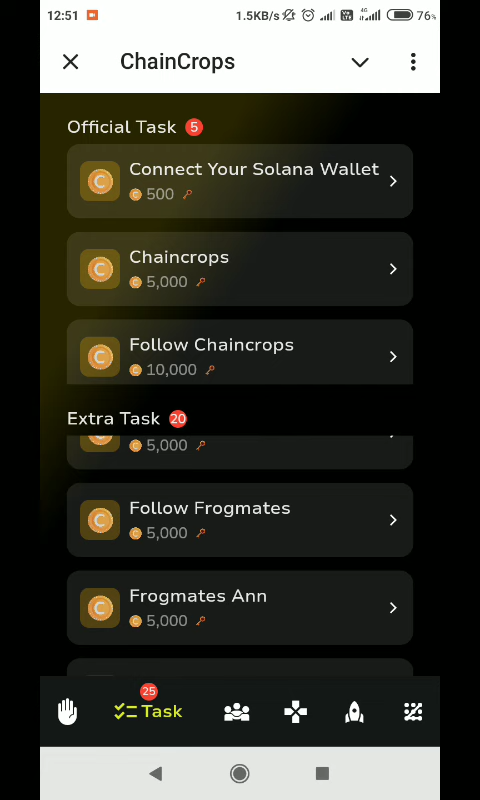 12:51
1.5KB/s
4G
76%
ChainCrops
Official Task 5
Connect Your Solana Wallet
500
Chaincrops
5,000
Follow Chaincrops
10,000
Extra Task 20
5,000
Follow Frogmates
5,000
Frogmates Ann
5,000
25
Task